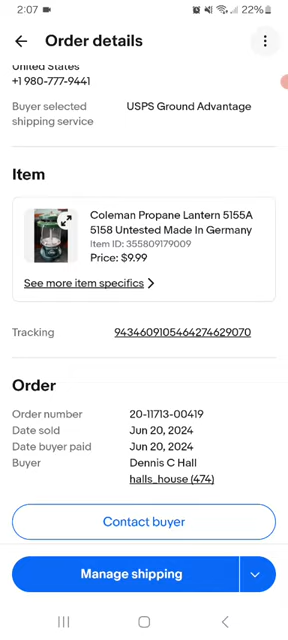 2:07
22%
Order details
United States
+1 980-777-9441
Buyer selected shipping service
USPS Ground Advantage
Item
Coleman Propane Lantern 5155A
5158 Untested Made In Germany
Item ID: 355809179009
Price: $9.99
See more item specifics
Tracking
9434609105464274629070
Order
Order number
20-11713-00419
Date sold
Jun 20, 2024
Date buyer paid
Jun 20, 2024
Buyer
Dennis C Hall
halls_house (474)
Contact buyer
Manage shipping